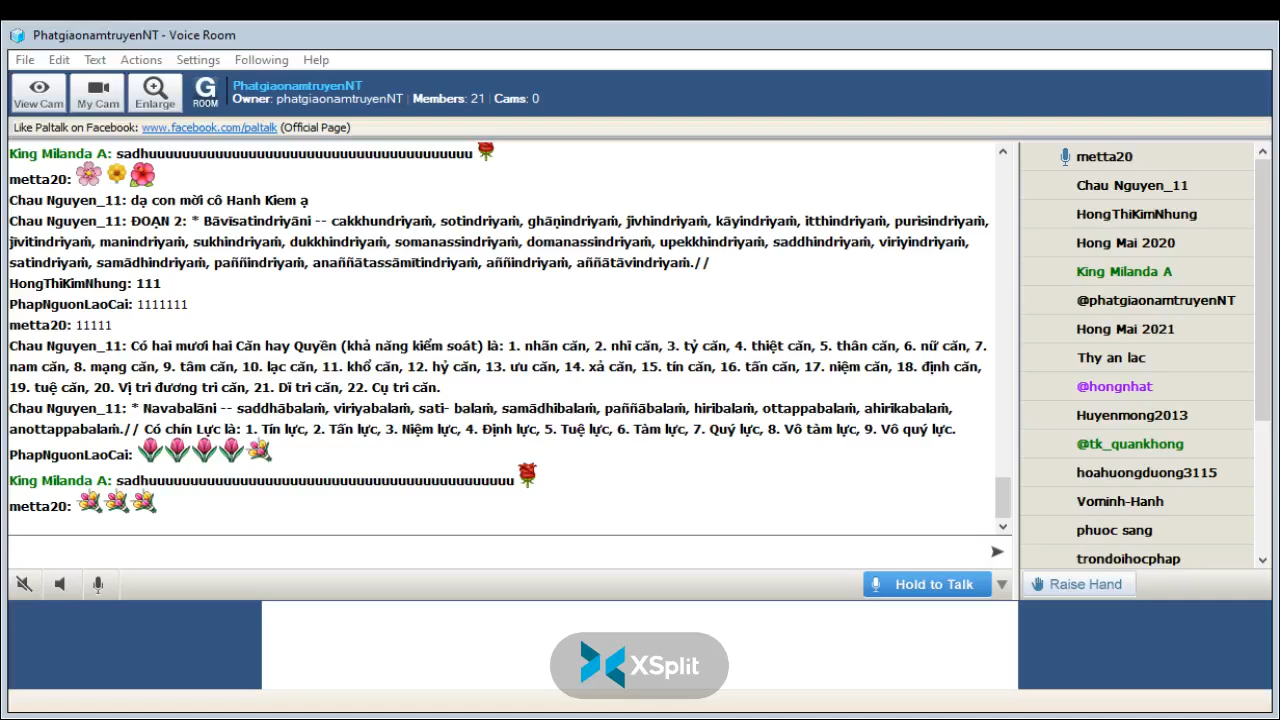 PhatgiaonamtruyenNT - Voice Room
File Edit Text Actions Settings Following Help
View Cam My Cam Enlarge G ROOM
PhatgiaonamtruyenNT
Owner: phatgiaonamtruyenNT | Members: 21 | Cams: 0
Like Paltalk on Facebook: www.facebook.com/paltalk (Official Page)
King Milanda A: sadhuuuuuuuuuuuuuuuuuuuuuuuuuuuuuuuuuuuuuu
metta20:
Chau Nguyen_11: dạ con mời cô Hanh Kiem ạ
Chau Nguyen_11: ĐOẠN 2: * Bāvīsatindriyāni -- cakkhundriyaṁ, sotindriyaṁ, ghāṇindriyaṁ, jivhindriyaṁ, kāyindriyaṁ, itthindriyaṁ, purisindriyaṁ,
jīvitindriyaṁ, manindriyaṁ, sukhindriyaṁ, dukkhindriyaṁ, somanassindriyaṁ, domanassindriyaṁ, upekkhindriyaṁ, saddhindriyaṁ, viriyindriyaṁ,
satindriyaṁ, samādhindriyaṁ, paññindriyaṁ, anaññātassāmītindriyaṁ, aññindriyaṁ, aññātāvindriyaṁ.//
HongThiKimNhung: 111
PhapNguonLaoCai: 1111111
metta20: 11111
Chau Nguyen_11: Có hai mươi hai Căn hay Quyền (khả năng kiểm soát) là: 1. nhãn căn, 2. nhĩ căn, 3. tỷ căn, 4. thiệt căn, 5. thân căn, 6. nữ căn, 7.
nam căn, 8. mạng căn, 9. tâm căn, 10. lạc căn, 11. khổ căn, 12. hỷ căn, 13. ưu căn, 14. xả căn, 15. tín căn, 16. tấn căn, 17. niệm căn, 18. định căn,
19. tuệ căn, 20. Vị tri đương tri căn, 21. Dĩ tri căn, 22. Cụ tri căn.
Chau Nguyen_11: * Navabalāni -- saddhābalaṁ, viriyabalaṁ, sati- balaṁ, samādhibalaṁ, paññābalaṁ, hiribalaṁ, ottappabalaṁ, ahirikabalaṁ,
anottappabalaṁ.// Có chín Lực là: 1. Tín lực, 2. Tấn lực, 3. Niệm lực, 4. Định lực, 5. Tuệ lực, 6. Tàm lực, 7. Quý lực, 8. Vô tàm lực, 9. Vô quý lực.
PhapNguonLaoCai:
King Milanda A: sadhuuuuuuuuuuuuuuuuuuuuuuuuuuuuuuuuuuuuuuuuuuu
metta20:
metta20
Chau Nguyen_11
HongThiKimNhung
Hong Mai 2020
King Milanda A
@phatgiaonamtruyenNT
Hong Mai 2021
Thy an lac
@hongnhat
Huyenmong2013
@tk_quankhong
hoahuongduong3115
Vominh-Hanh
phuoc sang
trondoihocphap
Hold to Talk
Raise Hand
XSplit